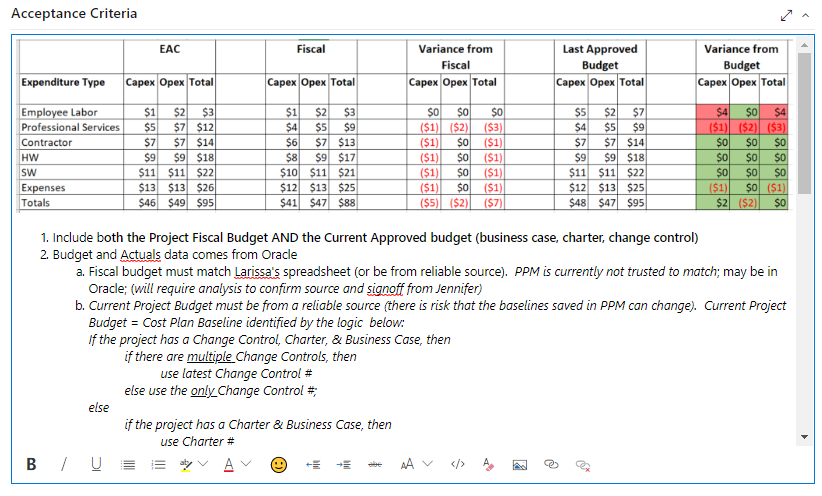 Acceptance Criteria
EAC Fiscal Variance from Fiscal Last Approved Budget Variance from Budget
Expenditure Type Capex Opex Total Capex Opex Total Capex Opex Total Capex Opex Total Capex Opex Total
Employee Labor $1 $2 $3 $1 $2 $3 $0 $0 $0 $5 $2 $7 $4 $0 $4
Professional Services $5 $7 $12 $4 $5 $9 ($1) ($2) ($3) $4 $5 $9 ($1) ($2) ($3)
Contractor $7 $7 $14 $6 $7 $13 ($1) $0 ($1) $7 $7 $14 $0 $0 $0
HW $9 $9 $18 $8 $9 $17 ($1) $0 ($1) $9 $9 $18 $0 $0 $0
SW $11 $11 $22 $10 $11 $21 ($1) $0 ($1) $11 $11 $22 $0 $0 $0
Expenses $13 $13 $26 $12 $13 $25 ($1) $0 ($1) $12 $13 $25 ($1) $0 ($1)
Totals $46 $49 $95 $41 $47 $88 ($5) ($2) ($7) $48 $47 $95 $2 ($2) $0
1. Include both the Project Fiscal Budget AND the Current Approved budget (business case, charter, change control)
2. Budget and Actuals data comes from Oracle
a. Fiscal budget must match Larissa's spreadsheet (or be from reliable source). PPM is currently not trusted to match; may be in
Oracle; (will require analysis to confirm source and signoff from Jennifer)
b. Current Project Budget must be from a reliable source (there is risk that the baselines saved in PPM can change). Current Project
Budget = Cost Plan Baseline identified by the logic below:
If the project has a Change Control, Charter, & Business Case, then
if there are multiple Change Controls, then
use latest Change Control #
else use the only Change Control #;
else
if the project has a Charter & Business Case, then
use Charter #
B I U aby A abc AA </> A